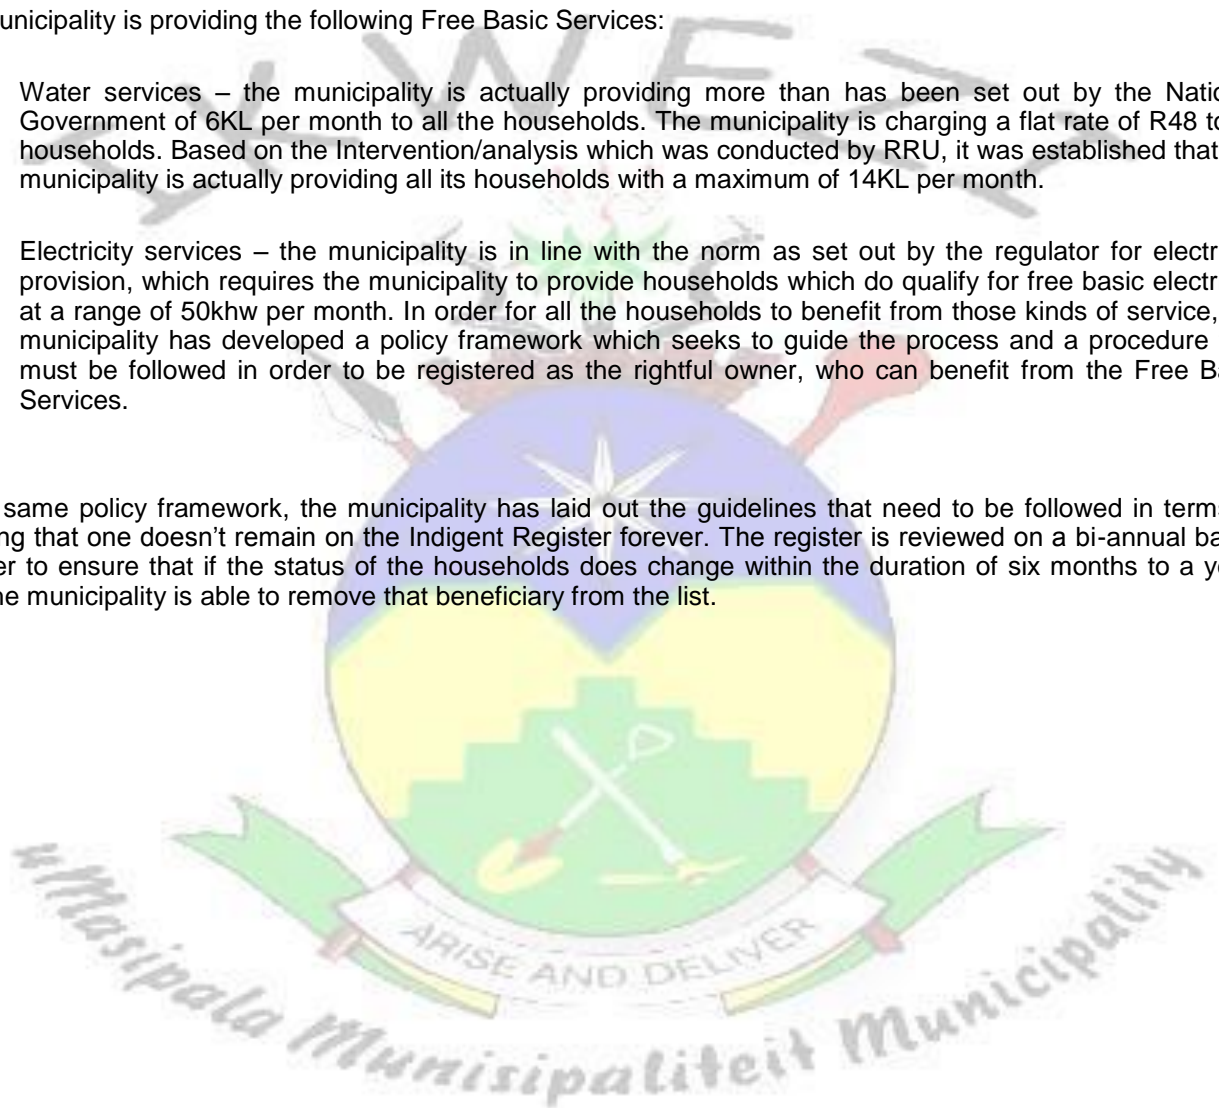 unicipality is providing the following Free Basic Services:
Water services – the municipality is actually providing more than has been set out by the Natio
Government of 6KL per month to all the households. The municipality is charging a flat rate of R48 to
households. Based on the Intervention/analysis which was conducted by RRU, it was established that
municipality is actually providing all its households with a maximum of 14KL per month.
Electricity services – the municipality is in line with the norm as set out by the regulator for electri
provision, which requires the municipality to provide households which do qualify for free basic electri
at a range of 50khw per month. In order for all the households to benefit from those kinds of service,
municipality has developed a policy framework which seeks to guide the process and a procedure
must be followed in order to be registered as the rightful owner, who can benefit from the Free Ba
Services.
same policy framework, the municipality has laid out the guidelines that need to be followed in terms
ng that one doesn't remain on the Indigent Register forever. The register is reviewed on a bi-annual ba
er to ensure that if the status of the households does change within the duration of six months to a ye
ne municipality is able to remove that beneficiary from the list.
IKWEZI
ARISE AND DELIVER
uMasipala Munisipaliteit Municipality